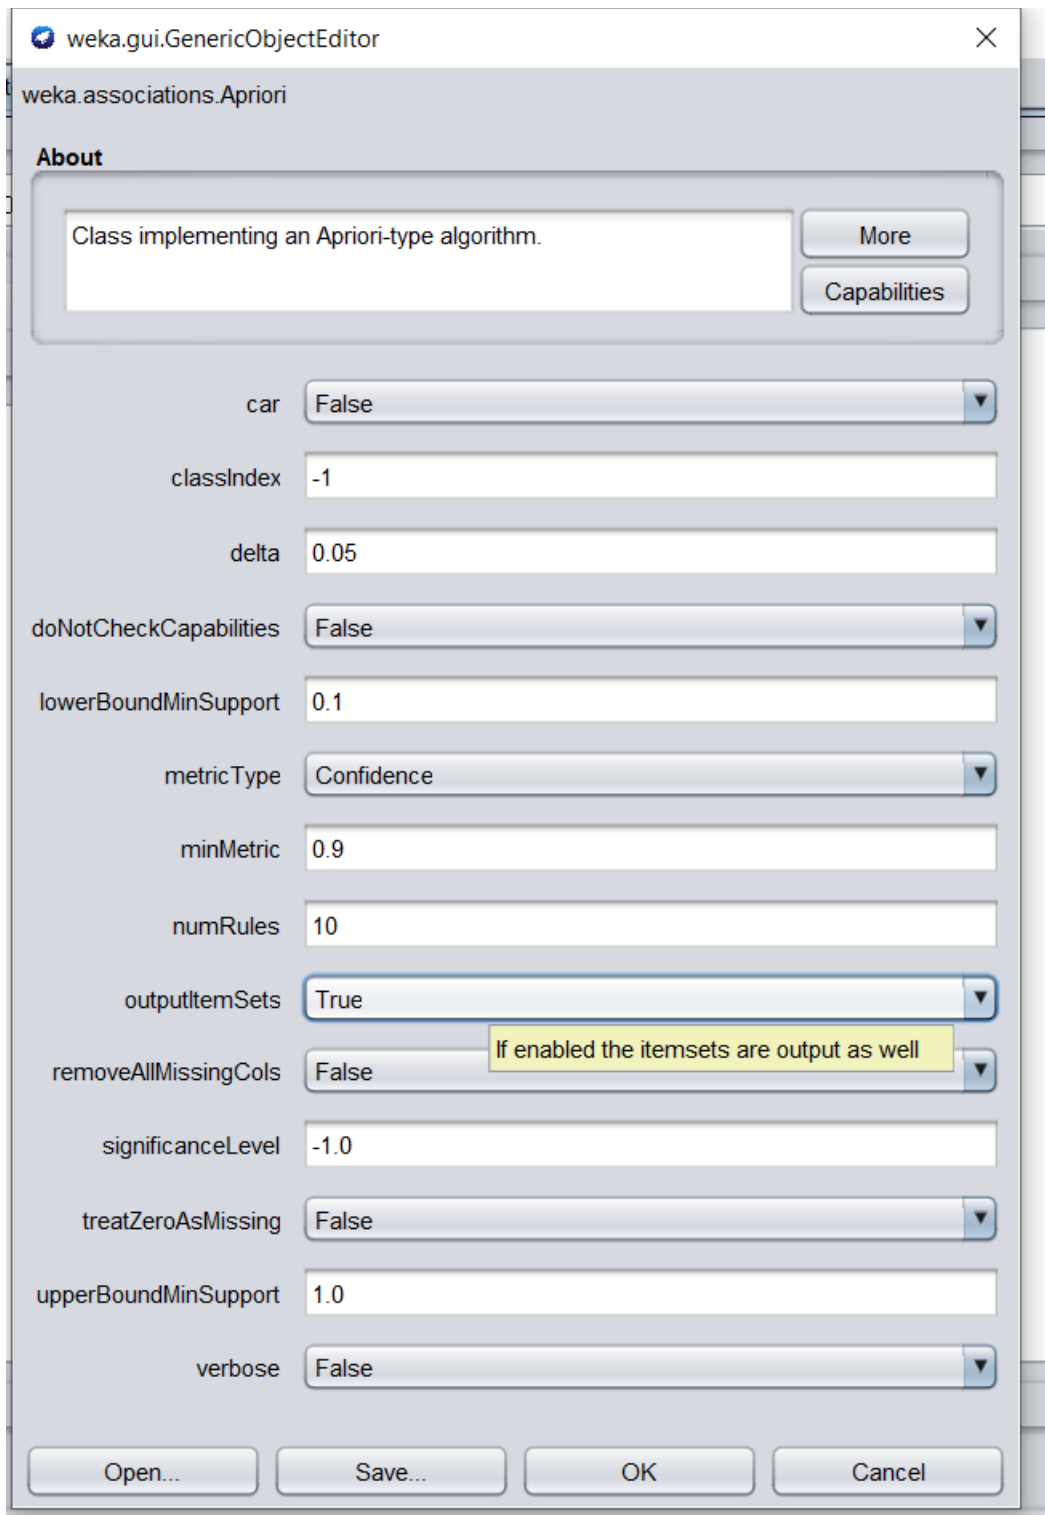 weka.gui.GenericObjectEditor
weka.associations.Apriori
About
Class implementing an Apriori-type algorithm.
More
Capabilities
car False
classIndex -1
delta 0.05
doNotCheckCapabilities False
lowerBoundMinSupport 0.1
metricType Confidence
minMetric 0.9
numRules 10
outputItemSets True
If enabled the itemsets are output as well
removeAllMissingCols False
significanceLevel -1.0
treatZeroAsMissing False
upperBoundMinSupport 1.0
verbose False
Open... Save... OK Cancel